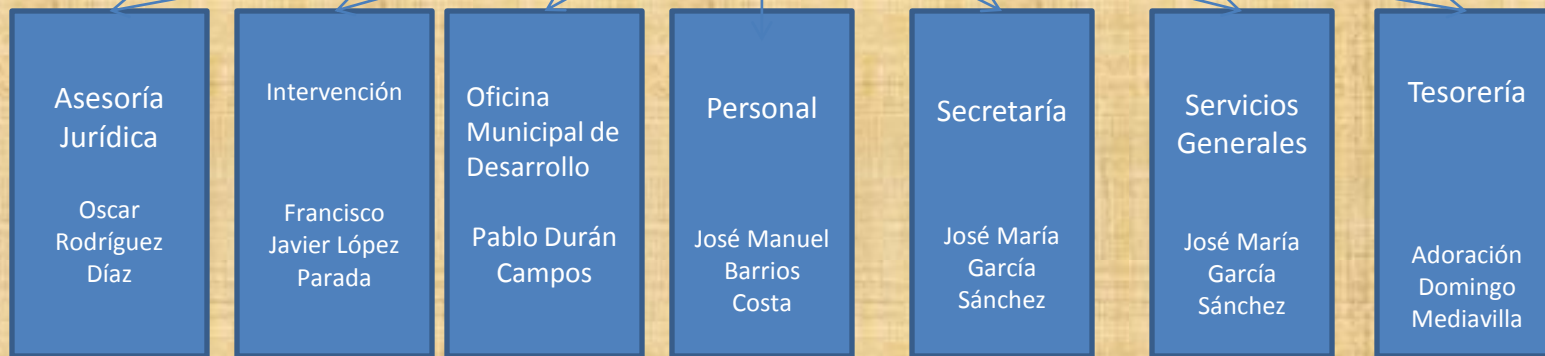 Asesoría
Jurídica
Oscar
Rodríguez
Díaz
Intervención
Francisco
Javier López
Parada
Oficina
Municipal de
Desarrollo
Pablo Durán
Campos
Personal
José Manuel
Barrios
Costa
Secretaría
José María
García
Sánchez
Servicios
Generales
José María
García
Sánchez
Tesorería
Adoración
Domingo
Mediavilla